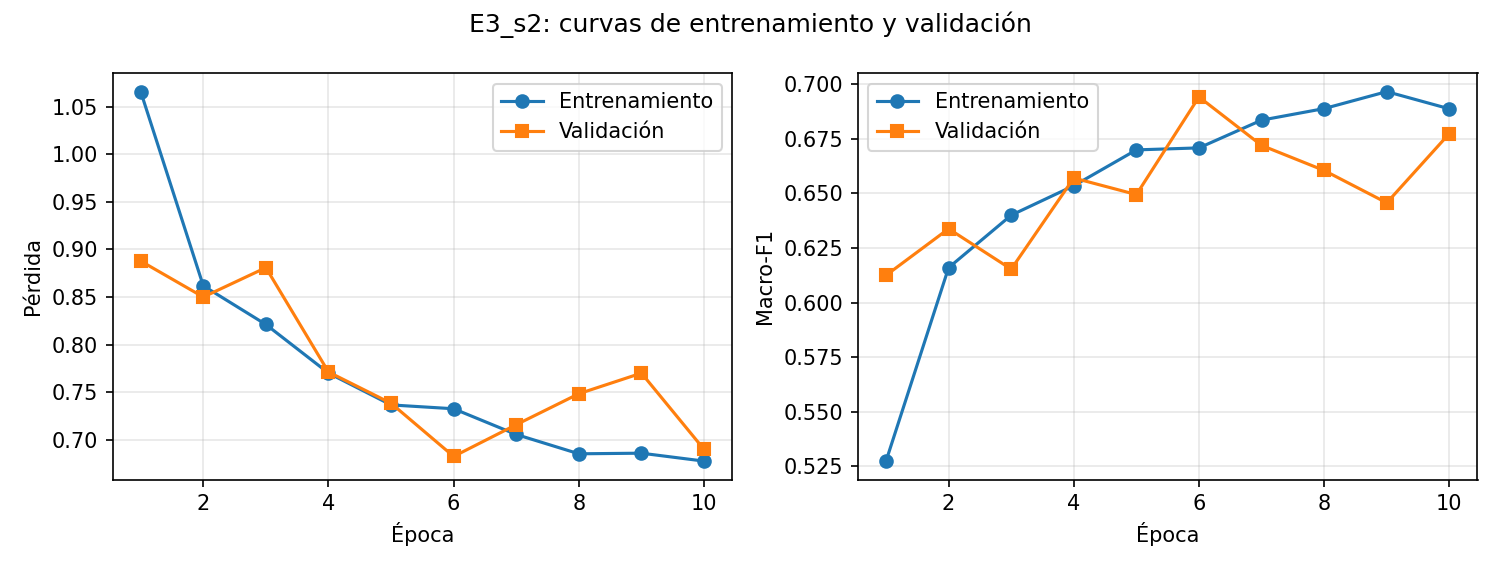 E3_s2: curvas de entrenamiento y validación
Pérdida
1.05
1.00
0.95
0.90
0.85
0.80
0.75
0.70
Entrenamiento
Validación
2
4
6
8
10
Época
Macro-F1
0.700
0.675
0.650
0.625
0.600
0.575
0.550
0.525
Entrenamiento
Validación
2
4
6
8
10
Época